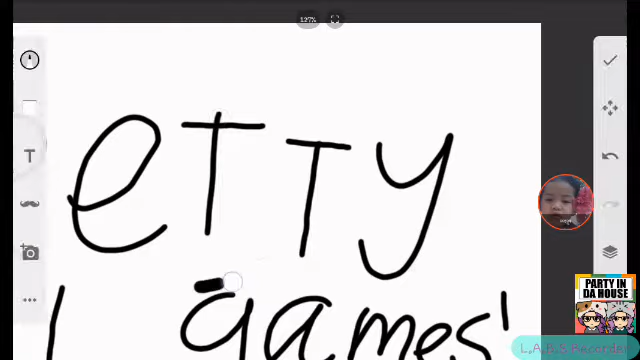 127%
eTTy
games'
T
PARTY IN
DA HOUSE